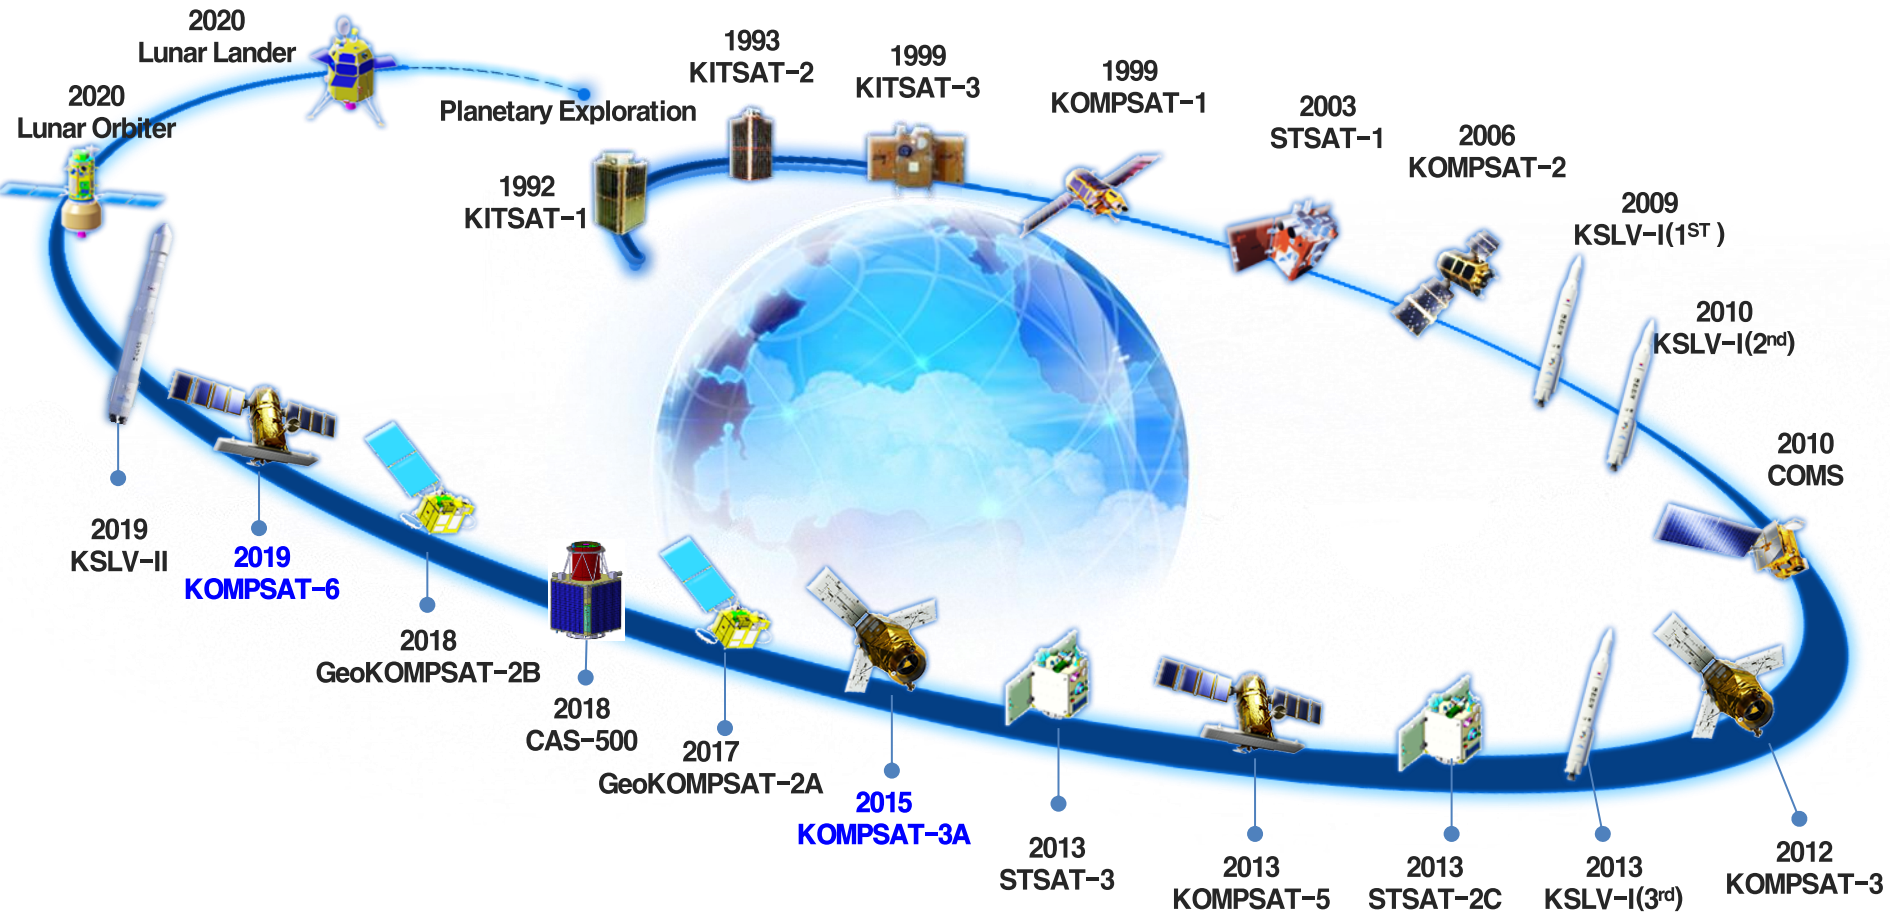 1992
KITSAT-1
1993
KITSAT-2
1999
KITSAT-3
1999
KOMPSAT-1
2003
STSAT-1
2006
KOMPSAT-2
2009
KSLV-I(1ST )
2010
KSLV-I(2nd)
2010
COMS
2012
KOMPSAT-3
2013
KSLV-I(3rd)
2013
STSAT-2C
2013
KOMPSAT-5
2013
STSAT-3
2015
KOMPSAT-3A
2017
GeoKOMPSAT-2A
2018
CAS-500
2018
GeoKOMPSAT-2B
2019
KOMPSAT-6
2019
KSLV-II
2020
Lunar Orbiter
2020
Lunar Lander
Planetary Exploration